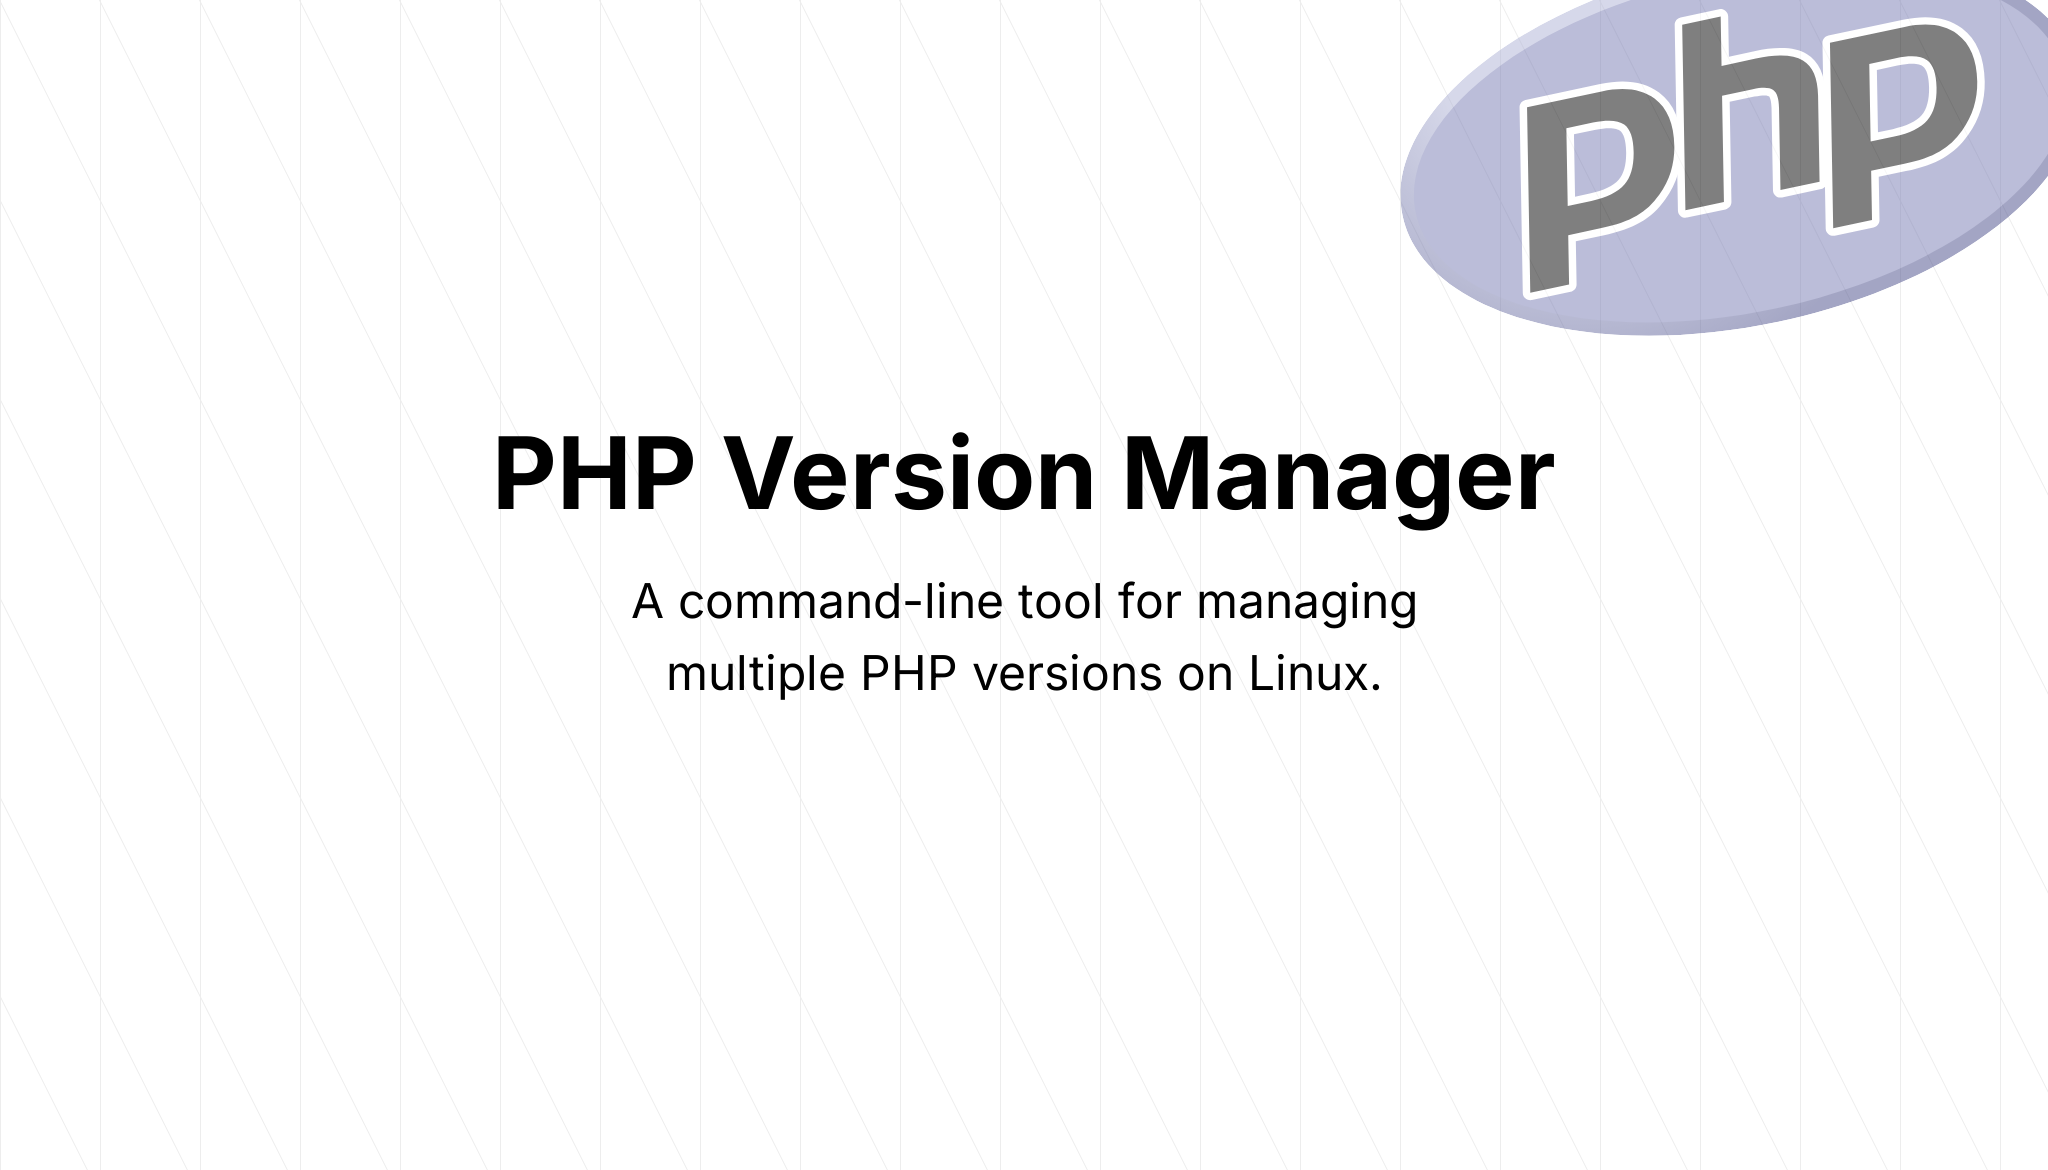 php
PHP Version Manager
A command-line tool for managing
multiple PHP versions on Linux.